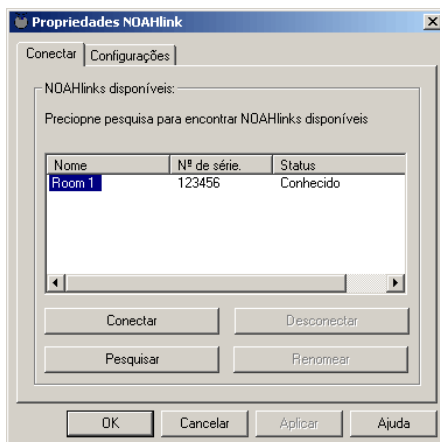 Propriedades NOAHlink
Conectar Configurações
NOAHlinks disponíveis:
Preciopne pesquisa para encontrar NOAHlinks disponíveis
Nome Nº de série. Status
Room 1 123456 Conhecido
Conectar Desconectar
Pesquisar Renomear
OK Cancelar Aplicar Ajuda